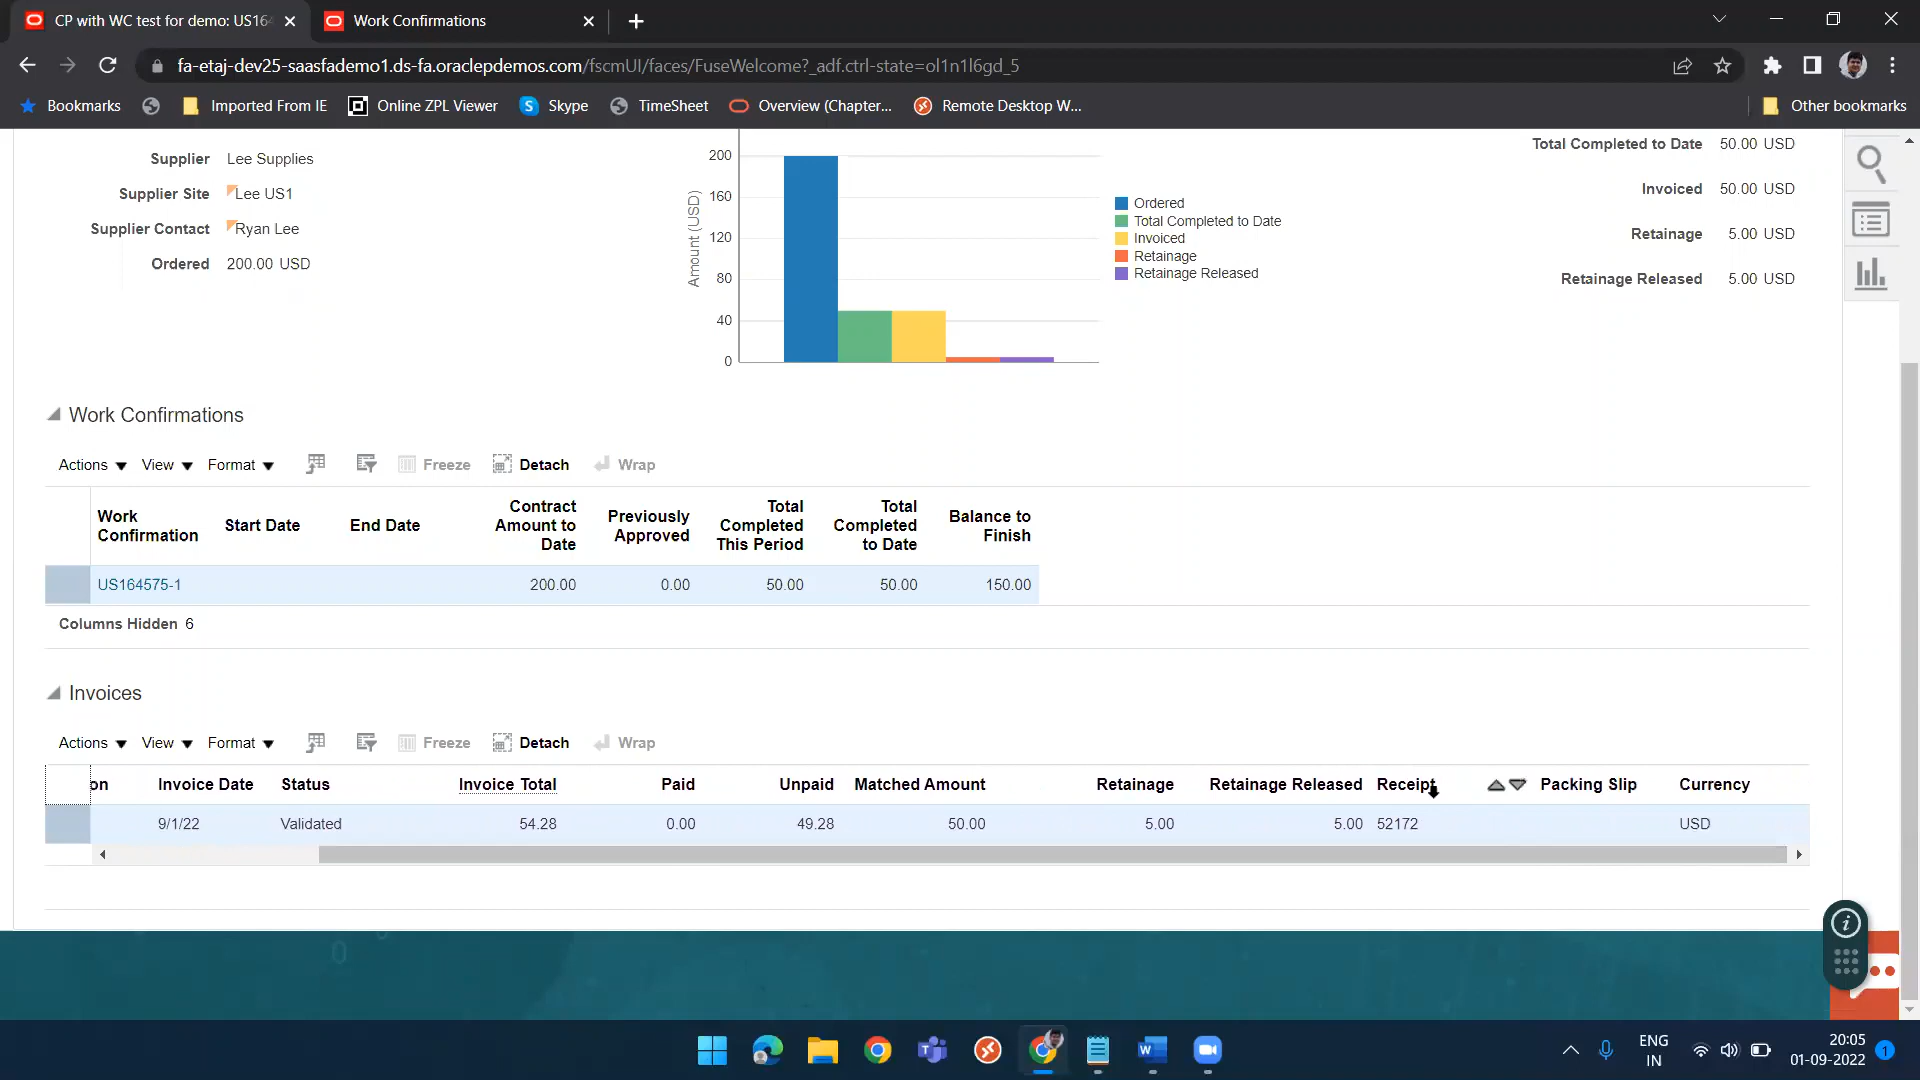 CP with WC test for demo: US164
Work Confirmations
fa-etaj-dev25-saasfademo1.ds-fa.oraclepdemos.com/fscmUI/faces/FuseWelcome?_adf.ctrl-state=ol1n1l6gd_5
Bookmarks
Imported From IE
Online ZPL Viewer
Skype
TimeSheet
Overview (Chapter...
Remote Desktop W...
Other bookmarks
Supplier Lee Supplies
Supplier Site Lee US1
Supplier Contact Ryan Lee
Ordered 200.00 USD
Amount (USD)
200
160
120
80
40
0
Ordered
Total Completed to Date
Invoiced
Retainage
Retainage Released
Total Completed to Date 50.00 USD
Invoiced 50.00 USD
Retainage 5.00 USD
Retainage Released 5.00 USD
Work Confirmations
Actions View Format Freeze Detach Wrap
Work Confirmation Start Date End Date Contract Amount to Date Previously Approved Total Completed This Period Total Completed to Date Balance to Finish
US164575-1 200.00 0.00 50.00 50.00 150.00
Columns Hidden 6
Invoices
Actions View Format Freeze Detach Wrap
on Invoice Date Status Invoice Total Paid Unpaid Matched Amount Retainage Retainage Released Receipt Packing Slip Currency
9/1/22 Validated 54.28 0.00 49.28 50.00 5.00 5.00 52172 USD
ENG
IN
20:05
01-09-2022
1